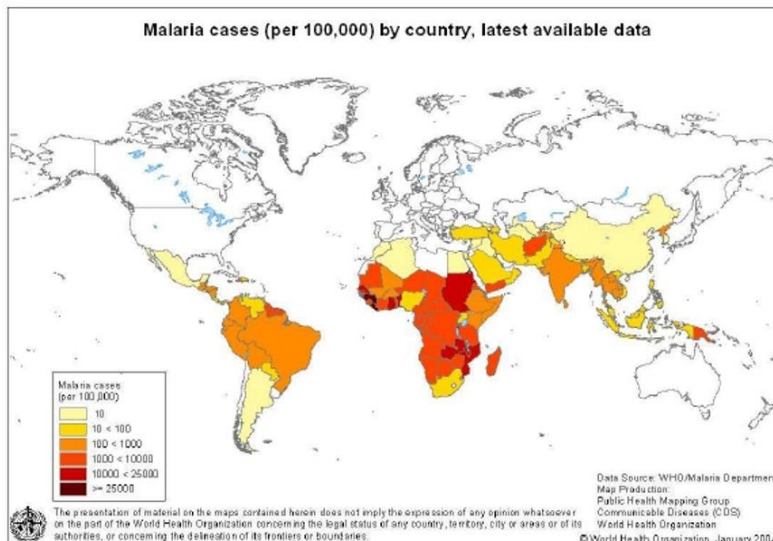 Malaria cases (per 100,000) by country, latest available data
Malaria cases
(per 100,000)
10
10 < 100
100 < 1000
1000 < 10000
10000 < 25000
>= 25000
Data Source: WHO/Malaria Departmen
Map Production:
Public Health Mapping Group
Communicable Diseases (CDS)
World Health Organization
© World Health Organization, January 200
The presentation of material on the maps contained herein does not imply the expression of any opinion whatsoever
on the part of the World Health Organization concerning the legal status of any country, territory, city or areas or of its
authorities, or concerning the delineation of its frontiers or boundaries.